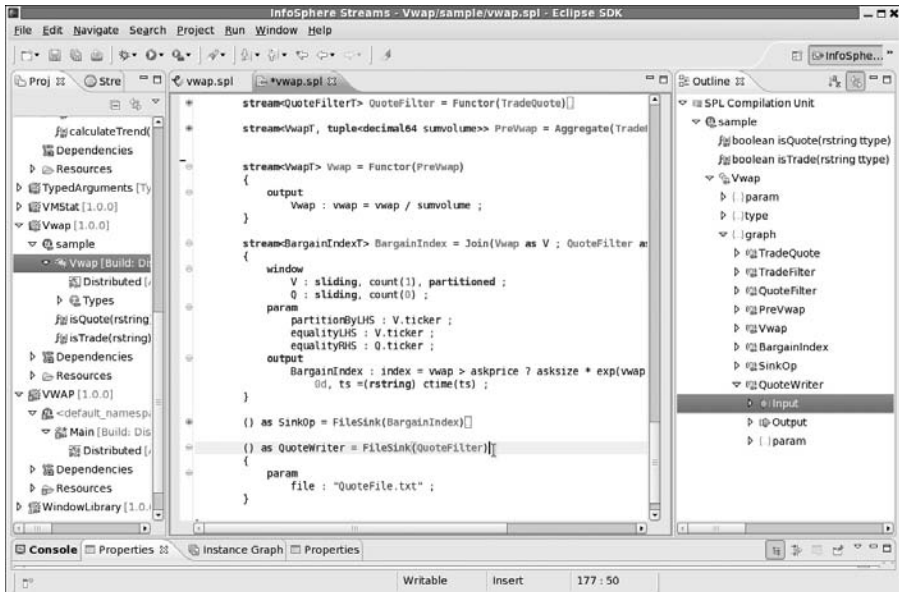 InfoSphere Streams - Vwap/sample/vwap.spl - Eclipse SDK
File Edit Navigate Search Project Run Window Help
InfoSphe... "
Proj Stre
calculateTrend(
Dependencies
Resources
TypedArguments [Ty
VMStat [1.0.0]
Vwap [1.0.0]
sample
Vwap [Build: Dis
Distributed [
Types
isQuote(rstring
isTrade(rstring)
Dependencies
Resources
VWAP [1.0.0]
<default_namesp
Main [Build: Dis
Distributed [
Dependencies
Resources
WindowLibrary [1.0.
vwap.spl *vwap.spl
stream<QuoteFilterT> QuoteFilter = Functor(TradeQuote)
stream<VwapT, tuple<decimal64 sumvolume>> PreVwap = Aggregate(Tradel
stream<VwapT> Vwap = Functor(PreVwap)
{
output
Vwap : vwap = vwap / sumvolume ;
}
stream<BargainIndexT> BargainIndex = Join(Vwap as V ; QuoteFilter as
{
window
V : sliding, count(1), partitioned ;
Q : sliding, count(0) ;
param
partitionByLHS : V.ticker ;
equalityLHS : V.ticker ;
equalityRHS : Q.ticker ;
output
BargainIndex : index = vwap > askprice ? asksize * exp(vwap
0d, ts =(rstring) ctime(ts) ;
}
() as SinkOp = FileSink(BargainIndex)
() as QuoteWriter = FileSink(QuoteFilter)
{
param
file : "QuoteFile.txt" ;
}
Outline
SPL Compilation Unit
sample
boolean isQuote(rstring ttype)
boolean isTrade(rstring ttype)
Vwap
param
type
graph
TradeQuote
TradeFilter
QuoteFilter
PreVwap
Vwap
BargainIndex
SinkOp
QuoteWriter
Input
Output
param
Console Properties Instance Graph Properties
Writable Insert 177 : 50